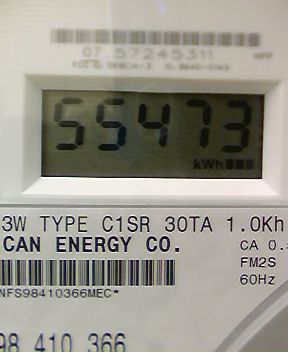 07 57245311
55473
kWh
3W TYPE C1SR 30TA 1.0Kh
CAN ENERGY CO.
CA 0.
FM2S
60Hz
NFS98410366MEC*
98 410 366